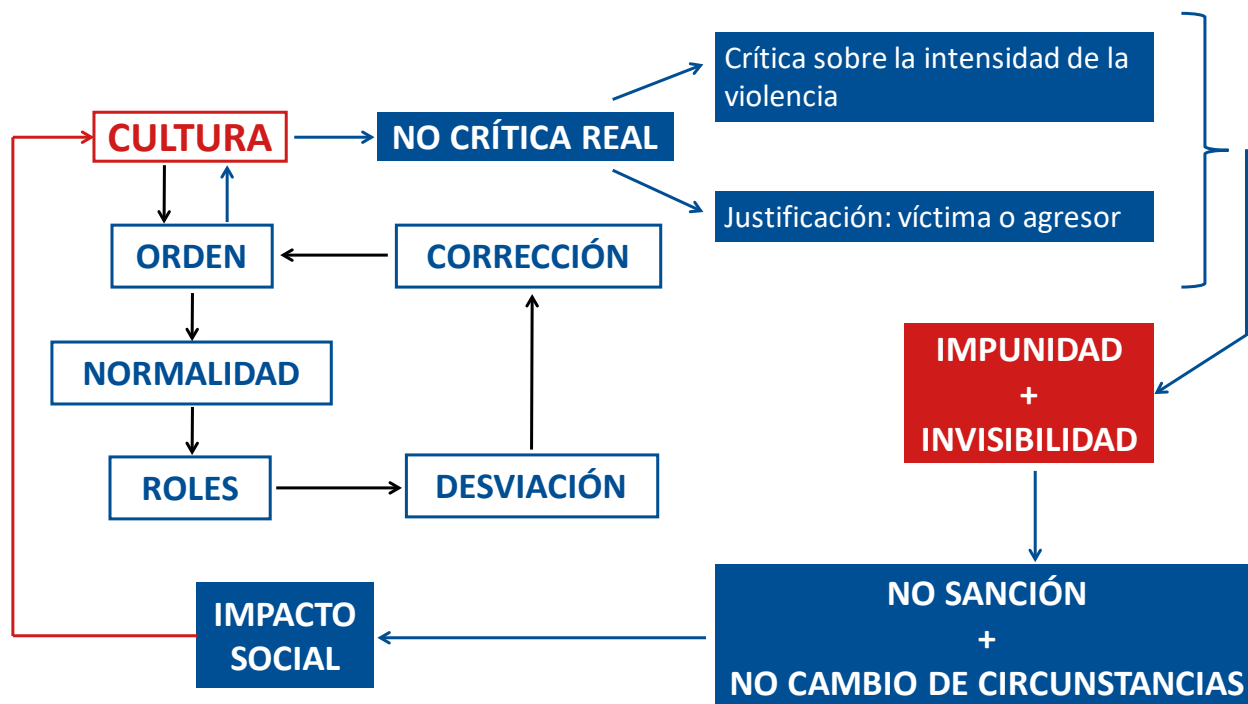 Crítica sobre la intensidad de la
violencia
CULTURA
NO CRÍTICA REAL
Justificación: víctima o agresor
ORDEN
CORRECCIÓN
NORMALIDAD
IMPUNIDAD
+
INVISIBILIDAD
ROLES
DESVIACIÓN
IMPACTO
SOCIAL
NO SANCIÓN
+
NO CAMBIO DE CIRCUNSTANCIAS